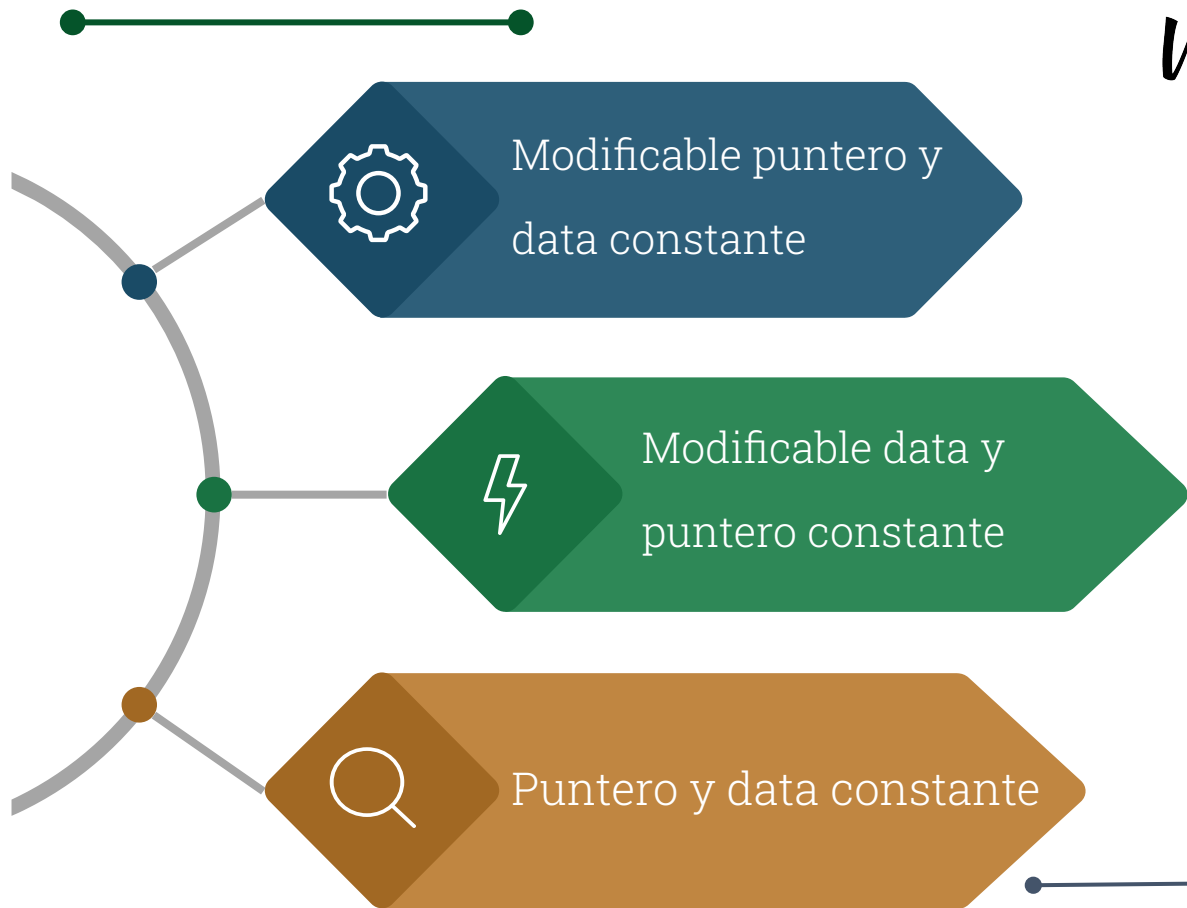 Modificable puntero y
data constante
Modificable data y
puntero constante
Puntero y data constante